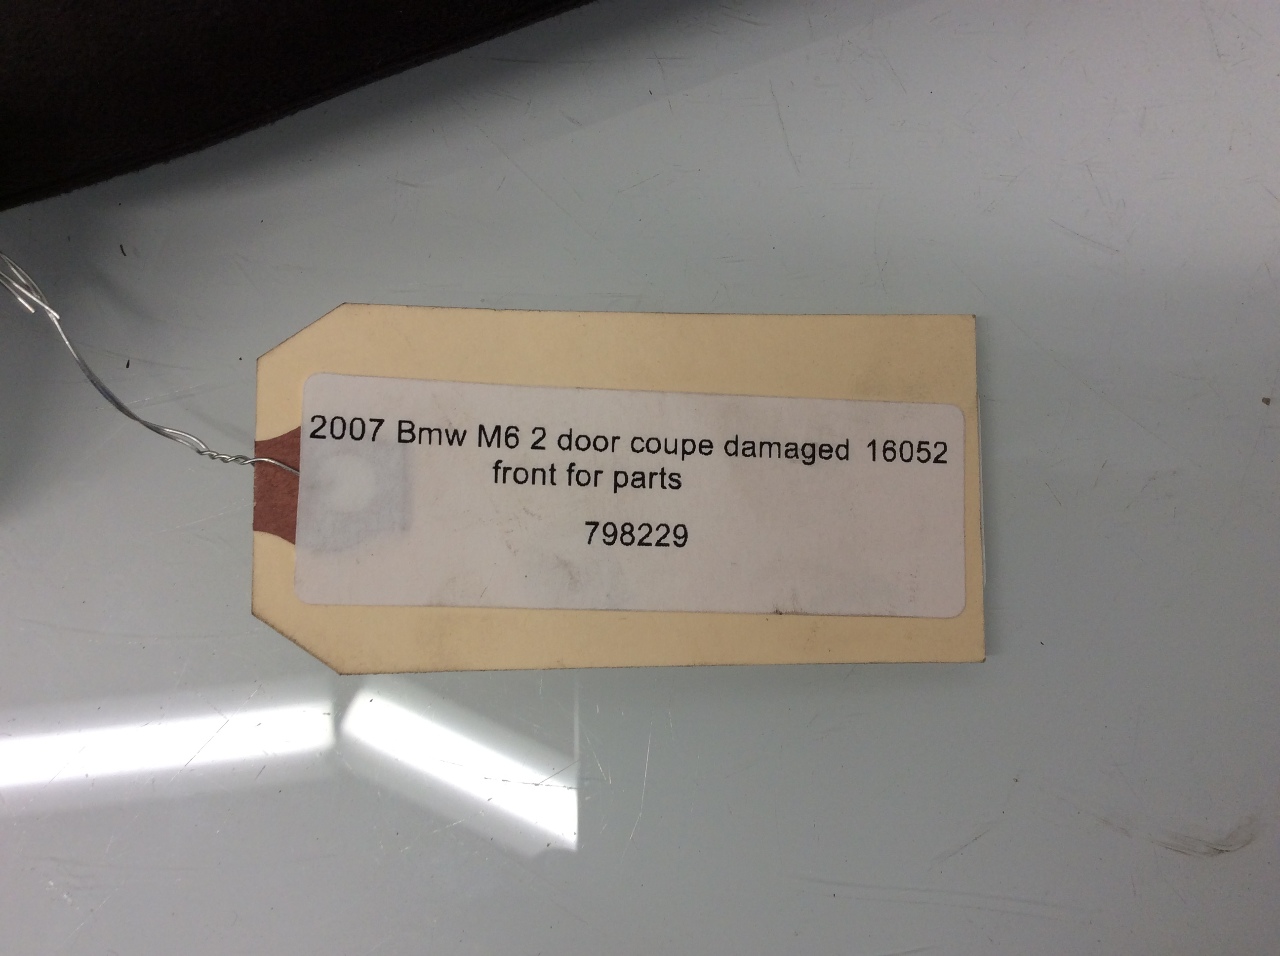 2007 Bmw M6 2 door coupe damaged 16052
front for parts
798229